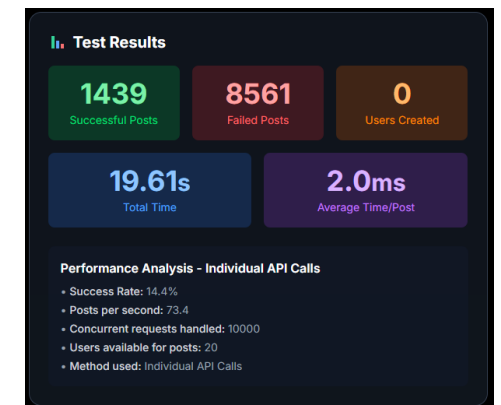 Test Results
1439
Successful Posts
8561
Failed Posts
0
Users Created
19.61s
Total Time
2.0ms
Average Time/Post
Performance Analysis - Individual API Calls
• Success Rate: 14.4%
• Posts per second: 73.4
• Concurrent requests handled: 10000
• Users available for posts: 20
• Method used: Individual API Calls